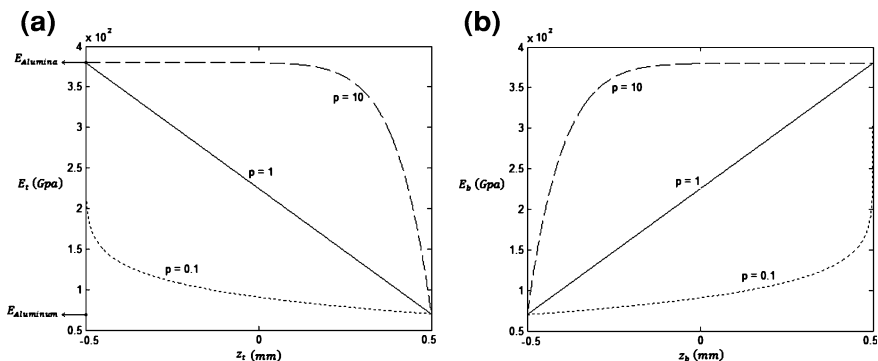 (a)
× 10²
4
E_Alumina
3.5
3
E_t (Gpa)
2.5
2
1.5
1
E_Aluminum
0.5
p = 10
p = 1
p = 0.1
-0.5
0
0.5
z_t (mm)
(b)
× 10²
4
3.5
3
E_b (Gpa)
2.5
2
1.5
1
0.5
p = 10
p = 1
p = 0.1
-0.5
0
0.5
z_b (mm)